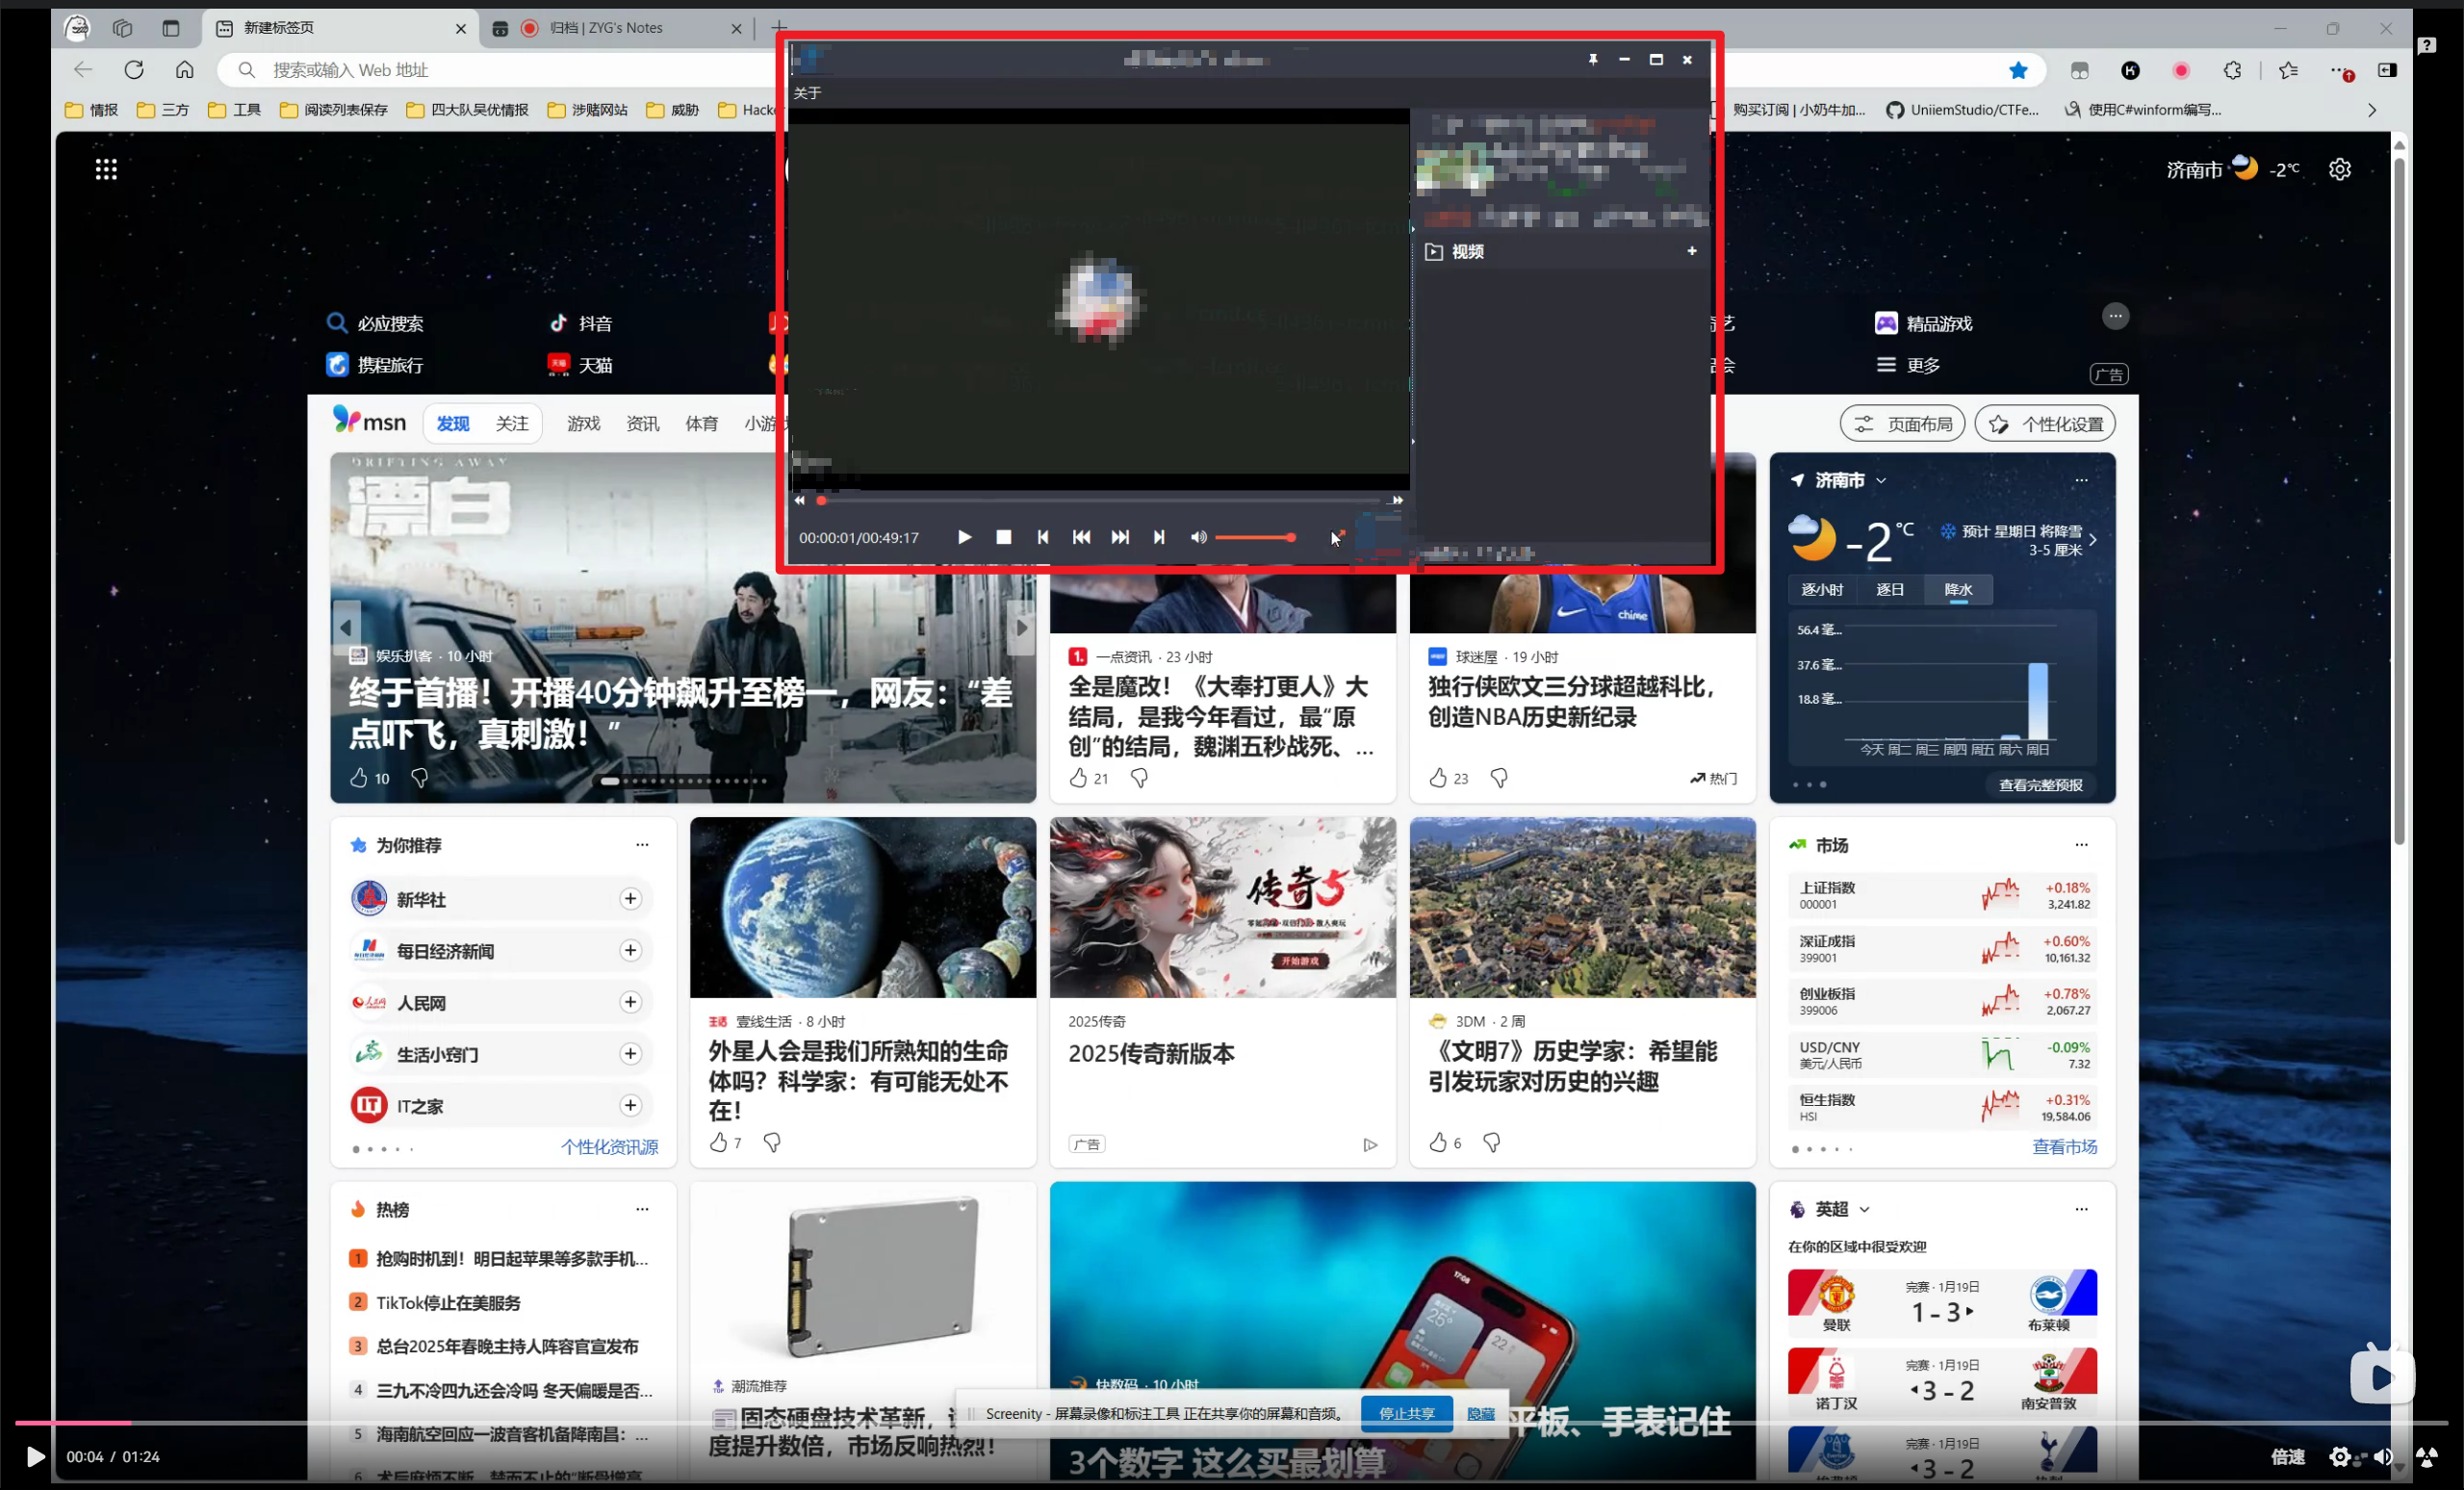 新建标签页
归档 | ZYG's Notes
搜索或输入 Web 地址
情报
三方
工具
阅读列表保存
四大队吴优情报
涉赌网站
威胁
购买订阅 | 小奶牛加...
UniiemStudio/CTFe...
使用C#winform编写...
关于
视频
00:00:01/00:49:17
济南市
-2℃
必应搜索
抖音
精品游戏
携程旅行
天猫
更多
广告
msn
发现
关注
游戏
资讯
体育
页面布局
个性化设置
DRIFTING AWAY
漂白
娱乐扒客 · 10 小时
终于首播！开播40分钟飙升至榜一，网友：“差
点吓飞，真刺激！”
10
chime
一点资讯 · 23 小时
全是魔改！《大奉打更人》大
结局，是我今年看过，最“原
创”的结局，魏渊五秒战死、...
21
球迷屋 · 19 小时
独行侠欧文三分球超越科比，
创造NBA历史新纪录
23
热门
济南市
-2℃
预计 星期日 将降雪
3-5 厘米
逐小时
逐日
降水
56.4 毫...
37.6 毫...
18.8 毫...
今天 周二 周三 周四 周五 周六 周日
查看完整预报
为你推荐
新华社
每日经济新闻
人民网
生活小窍门
IT之家
个性化资讯源
壹线生活 · 8 小时
外星人会是我们所熟知的生命
体吗？科学家：有可能无处不
在！
7
传奇5
开始游戏
2025传奇
2025传奇新版本
广告
3DM · 2 周
《文明7》历史学家：希望能
引发玩家对历史的兴趣
6
市场
上证指数
000001
+0.18%
3,241.82
深证成指
399001
+0.60%
10,161.32
创业板指
399006
+0.78%
2,067.27
USD/CNY
美元/人民币
-0.09%
7.32
恒生指数
HSI
+0.31%
19,584.06
查看市场
热榜
1 抢购时机到！明日起苹果等多款手机...
2 TikTok停止在美服务
3 总台2025年春晚主持人阵容官宣发布
4 三九不冷四九还会冷吗 冬天偏暖是否...
5 海南航空回应一波音客机备降南昌：...
潮流推荐
固态硬盘技术革新，
度提升数倍，市场反响热烈！
17:08
25°
22
快数码 · 10小时
平板、手表记住
3个数字 这么买最划算
Screenity - 屏幕录像和标注工具 正在共享你的屏幕和音频。
停止共享
隐藏
英超
在你的区域中很受欢迎
完赛 · 1月19日
1 - 3
曼联
布莱顿
完赛 · 1月19日
3 - 2
诺丁汉
南安普敦
完赛 · 1月19日
3 - 2
00:04 / 01:24
倍速